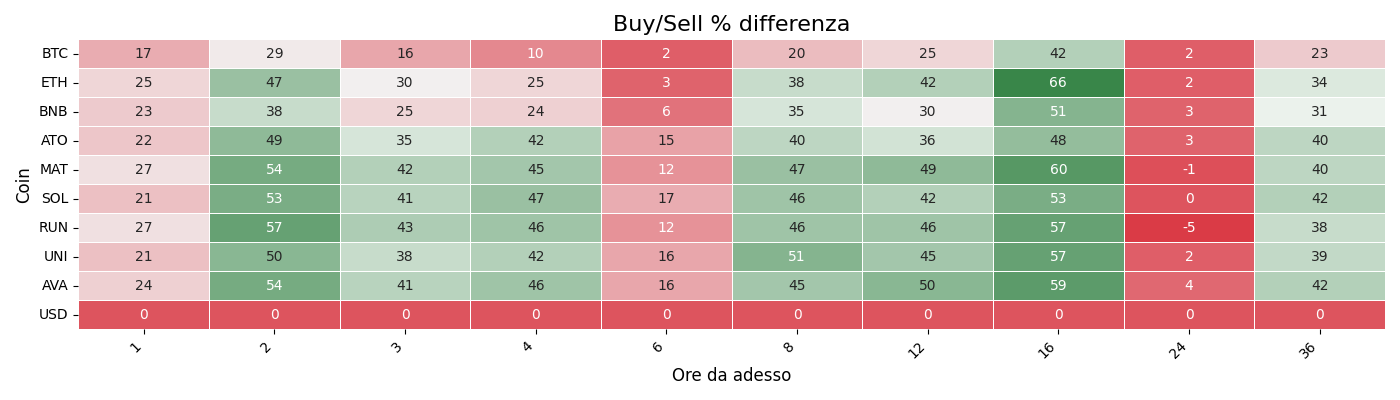 Buy/Sell % differenza
BTC 17 29 16 10 2 20 25 42 2 23
ETH 25 47 30 25 3 38 42 66 2 34
BNB 23 38 25 24 6 35 30 51 3 31
ATO 22 49 35 42 15 40 36 48 3 40
MAT 27 54 42 45 12 47 49 60 -1 40
SOL 21 53 41 47 17 46 42 53 0 42
RUN 27 57 43 46 12 46 46 57 -5 38
UNI 21 50 38 42 16 51 45 57 2 39
AVA 24 54 41 46 16 45 50 59 4 42
USD 0 0 0 0 0 0 0 0 0 0
Coin
1 2 3 4 6 8 12 16 24 36
Ore da adesso